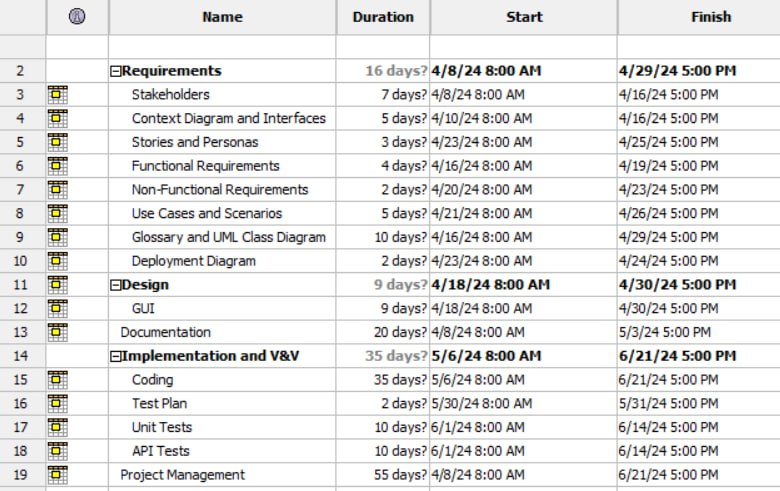 Name Duration Start Finish
2 Requirements 16 days? 4/8/24 8:00 AM 4/29/24 5:00 PM
3 Stakeholders 7 days? 4/8/24 8:00 AM 4/16/24 5:00 PM
4 Context Diagram and Interfaces 5 days? 4/10/24 8:00 AM 4/16/24 5:00 PM
5 Stories and Personas 3 days? 4/23/24 8:00 AM 4/25/24 5:00 PM
6 Functional Requirements 4 days? 4/16/24 8:00 AM 4/19/24 5:00 PM
7 Non-Functional Requirements 2 days? 4/20/24 8:00 AM 4/23/24 5:00 PM
8 Use Cases and Scenarios 5 days? 4/21/24 8:00 AM 4/26/24 5:00 PM
9 Glossary and UML Class Diagram 10 days? 4/16/24 8:00 AM 4/29/24 5:00 PM
10 Deployment Diagram 2 days? 4/23/24 8:00 AM 4/24/24 5:00 PM
11 Design 9 days? 4/18/24 8:00 AM 4/30/24 5:00 PM
12 GUI 9 days? 4/18/24 8:00 AM 4/30/24 5:00 PM
13 Documentation 20 days? 4/8/24 8:00 AM 5/3/24 5:00 PM
14 Implementation and V&V 35 days? 5/6/24 8:00 AM 6/21/24 5:00 PM
15 Coding 35 days? 5/6/24 8:00 AM 6/21/24 5:00 PM
16 Test Plan 2 days? 5/30/24 8:00 AM 5/31/24 5:00 PM
17 Unit Tests 10 days? 6/1/24 8:00 AM 6/14/24 5:00 PM
18 API Tests 10 days? 6/1/24 8:00 AM 6/14/24 5:00 PM
19 Project Management 55 days? 4/8/24 8:00 AM 6/21/24 5:00 PM